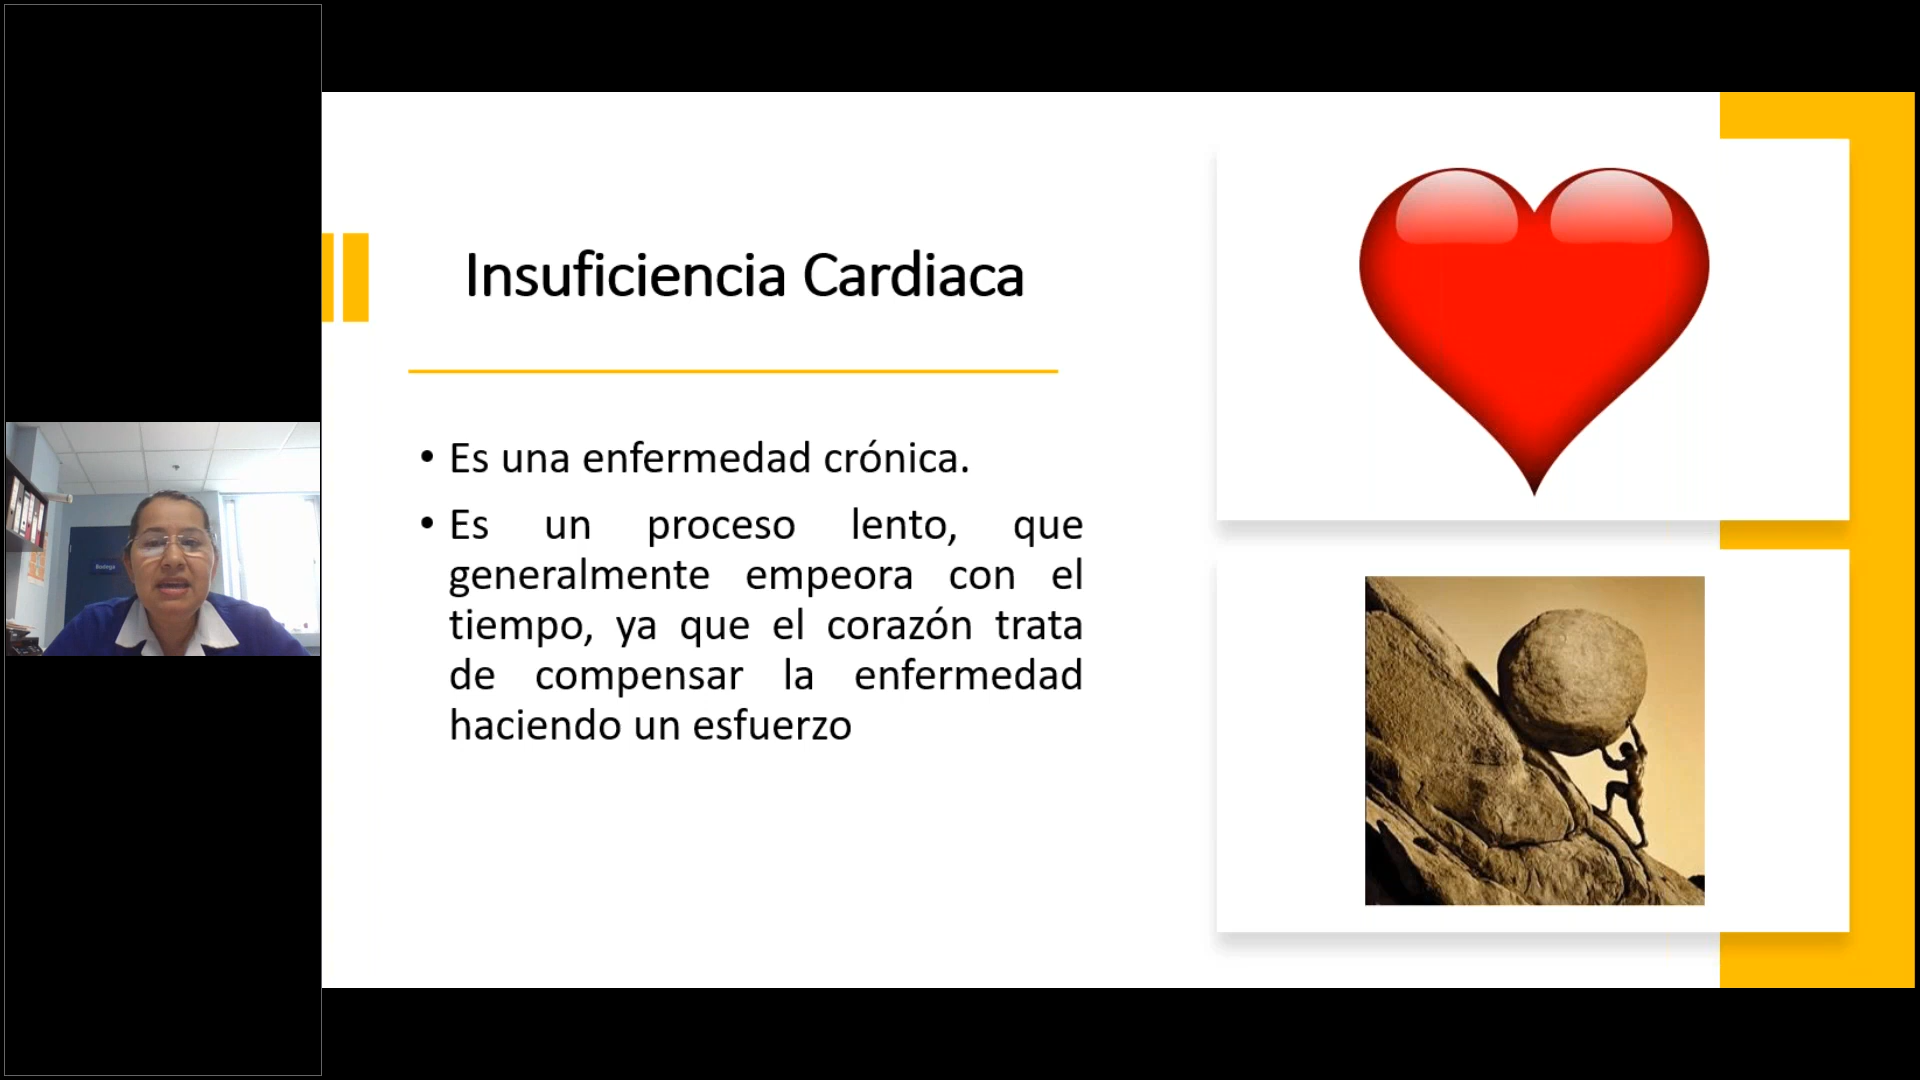 Insuficiencia Cardiaca
• Es una enfermedad crónica.
• Es un proceso lento, que
generalmente empeora con el
tiempo, ya que el corazón trata
de compensar la enfermedad
haciendo un esfuerzo
Bodega